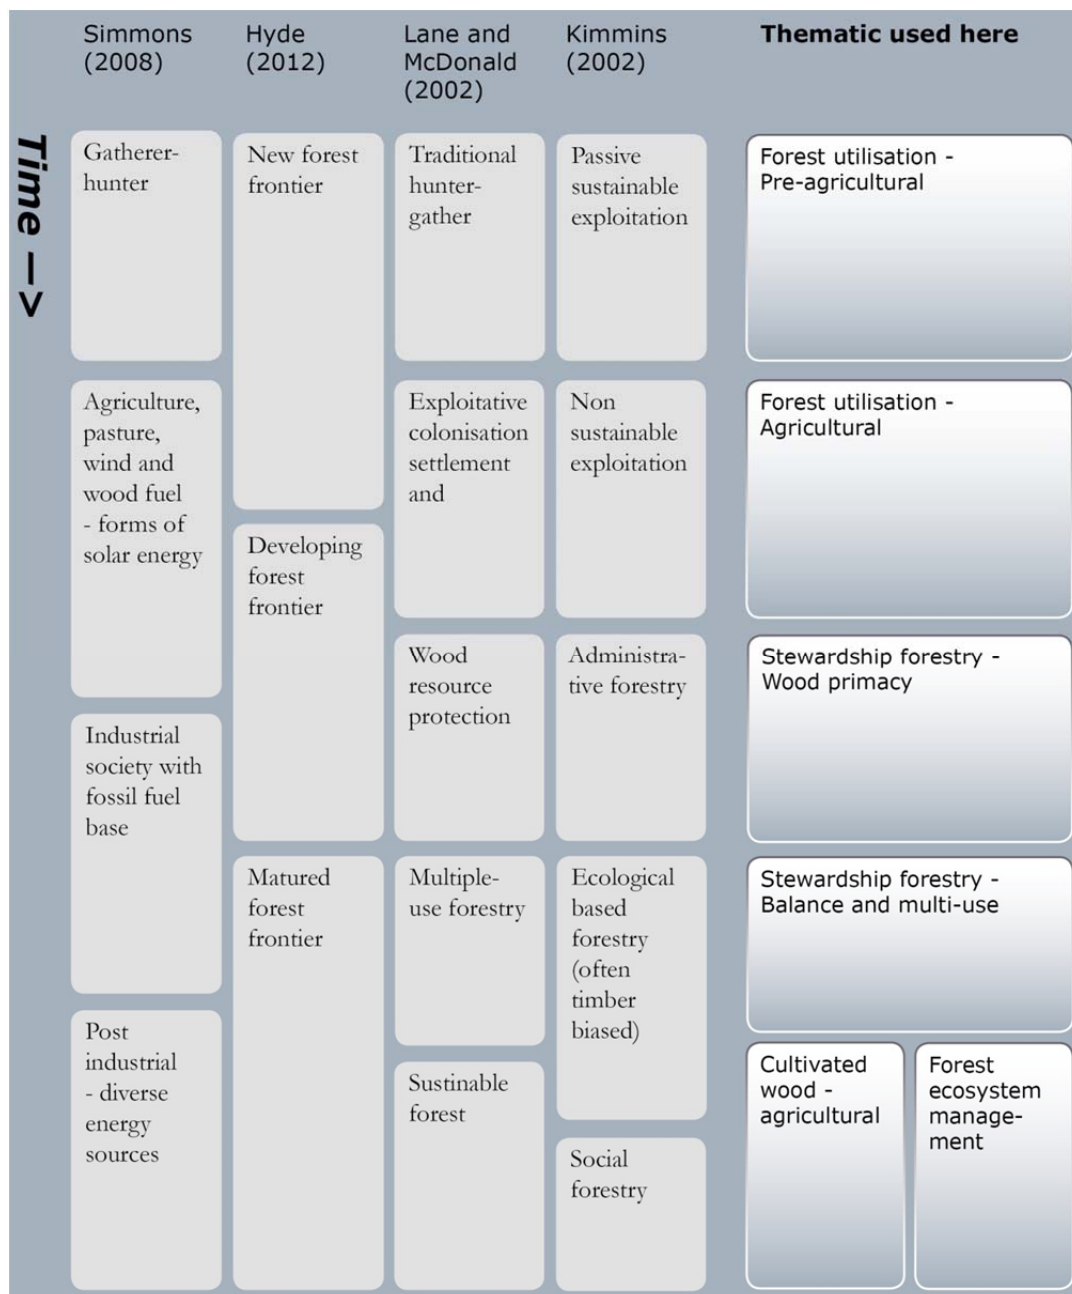 Simmons
(2008)
Hyde
(2012)
Lane and
McDonald
(2002)
Kimmins
(2002)
Thematic used here
Time —>
Gatherer-
hunter
New forest
frontier
Traditional
hunter-
gather
Passive
sustainable
exploitation
Forest utilisation -
Pre-agricultural
Agriculture,
pasture,
wind and
wood fuel
- forms of
solar energy
Exploitative
colonisation
settlement
and
Non
sustainable
exploitation
Forest utilisation -
Agricultural
Developing
forest
frontier
Wood
resource
protection
Administra-
tive forestry
Stewardship forestry -
Wood primacy
Industrial
society with
fossil fuel
base
Matured
forest
frontier
Multiple-
use forestry
Ecological
based
forestry
(often
timber
biased)
Stewardship forestry -
Balance and multi-use
Post
industrial
- diverse
energy
sources
Sustinable
forest
Social
forestry
Cultivated
wood -
agricultural
Forest
ecosystem
manage-
ment